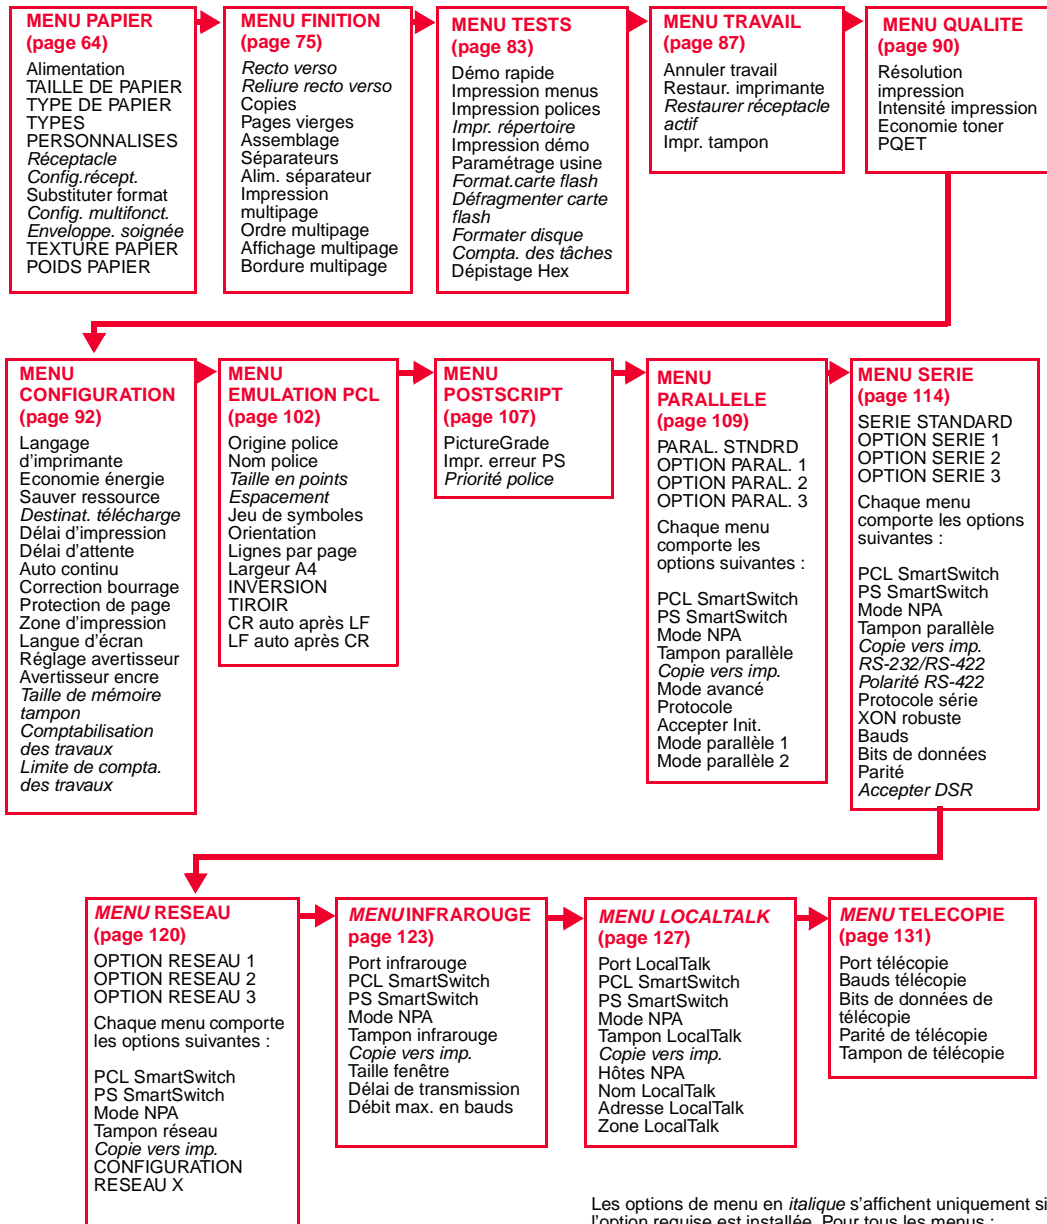 MENU PAPIER
(page 64)
Alimentation
TAILLE DE PAPIER
TYPE DE PAPIER
TYPES
PERSONNALISES
Réceptacle
Config.récept.
Substituter format
Config. multifonct.
Enveloppe. soignée
TEXTURE PAPIER
POIDS PAPIER
MENU FINITION
(page 75)
Recto verso
Reliure recto verso
Copies
Pages vierges
Assemblage
Séparateurs
Alim. séparateur
Impression
multipage
Ordre multipage
Affichage multipage
Bordure multipage
MENU TESTS
(page 83)
Démo rapide
Impression menus
Impression polices
Impr. répertoire
Impression démo
Paramétrage usine
Format.carte flash
Défragmenter carte
flash
Formater disque
Compta. des tâches
Dépistage Hex
MENU TRAVAIL
(page 87)
Annuler travail
Restaur. imprimante
Restaurer réceptacle
actif
Impr. tampon
MENU QUALITE
(page 90)
Résolution
impression
Intensité impression
Economie toner
PQET
MENU
CONFIGURATION
(page 92)
Langage
d’imprimante
Economie énergie
Sauver ressource
Destinat. télécharge
Délai d’impression
Délai d’attente
Auto continu
Correction bourrage
Protection de page
Zone d’impression
Langue d’écran
Réglage avertisseur
Avertisseur encre
Taille de mémoire
tampon
Comptabilisation
des travaux
Limite de compta.
des travaux
MENU
EMULATION PCL
(page 102)
Origine police
Nom police
Taille en points
Espacement
Jeu de symboles
Orientation
Lignes par page
Largeur A4
INVERSION
TIROIR
CR auto après LF
LF auto après CR
MENU
POSTSCRIPT
(page 107)
PictureGrade
Impr. erreur PS
Priorité police
MENU
PARALLELE
(page 109)
PARAL. STNDRD
OPTION PARAL. 1
OPTION PARAL. 2
OPTION PARAL. 3
Chaque menu
comporte les
options suivantes :
PCL SmartSwitch
PS SmartSwitch
Mode NPA
Tampon parallèle
Copie vers imp.
Mode avancé
Protocole
Accepter Init.
Mode parallèle 1
Mode parallèle 2
MENU SERIE
(page 114)
SERIE STANDARD
OPTION SERIE 1
OPTION SERIE 2
OPTION SERIE 3
Chaque menu
comporte les options
suivantes :
PCL SmartSwitch
PS SmartSwitch
Mode NPA
Tampon parallèle
Copie vers imp.
RS-232/RS-422
Polarité RS-422
Protocole série
XON robuste
Bauds
Bits de données
Parité
Accepter DSR
MENU RESEAU
(page 120)
OPTION RESEAU 1
OPTION RESEAU 2
OPTION RESEAU 3
Chaque menu comporte
les options suivantes :
PCL SmartSwitch
PS SmartSwitch
Mode NPA
Tampon réseau
Copie vers imp.
CONFIGURATION
RESEAU X
MENUINFRAROUGE
page 123)
Port infrarouge
PCL SmartSwitch
PS SmartSwitch
Mode NPA
Tampon infrarouge
Copie vers imp.
Taille fenêtre
Délai de transmission
Débit max. en bauds
MENU LOCALTALK
(page 127)
Port LocalTalk
PCL SmartSwitch
PS SmartSwitch
Mode NPA
Tampon LocalTalk
Copie vers imp.
Hôtes NPA
Nom LocalTalk
Adresse LocalTalk
Zone LocalTalk
MENU TELECOPIE
(page 131)
Port télécopie
Bauds télécopie
Bits de données de
télécopie
Parité de télécopie
Tampon de télécopie
Les options de menu en italique s’affichent uniquement si
l’option requise est installée. Pour tous les menus :